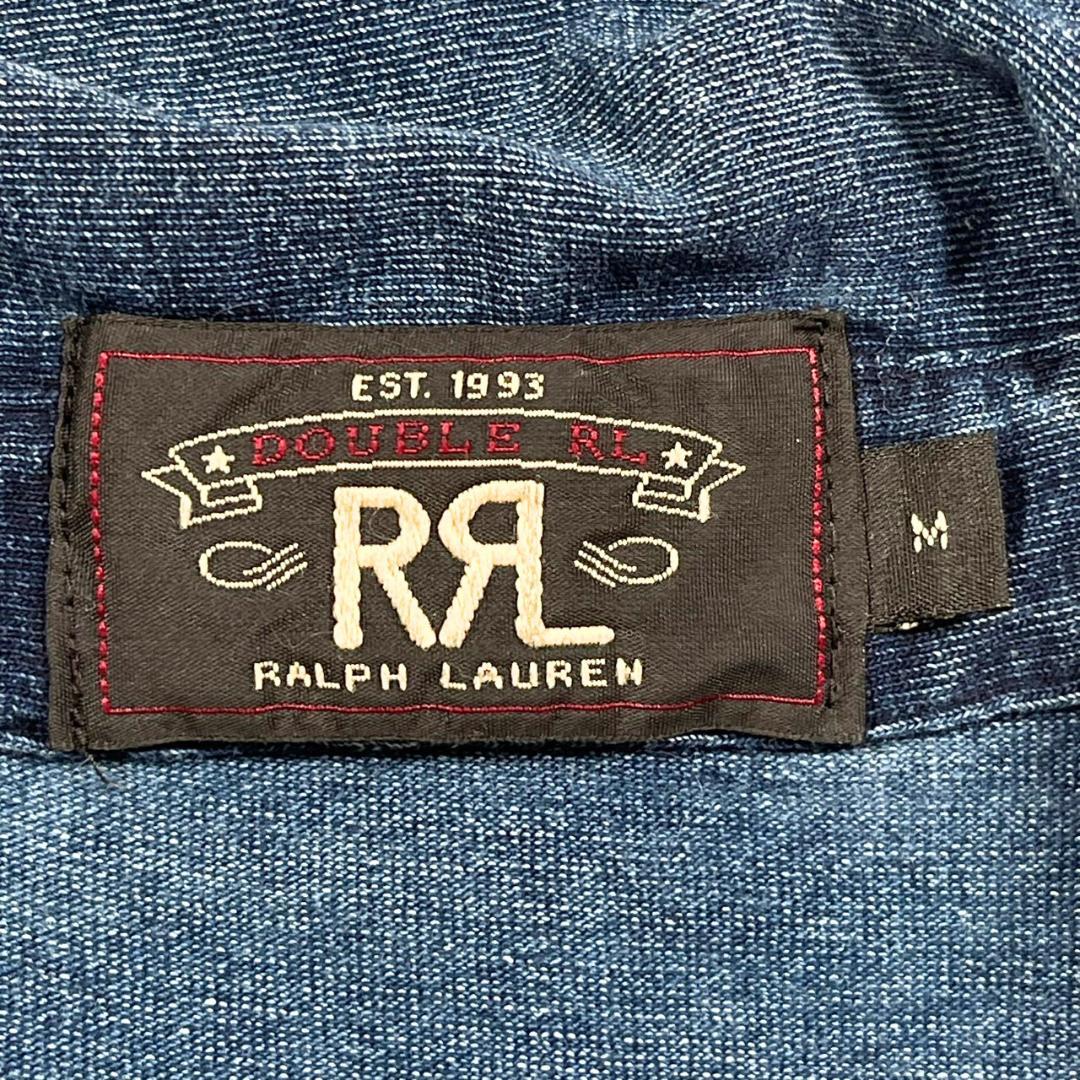 EST. 1993
DOUBLE RL
RRL
RALPH LAUREN
M